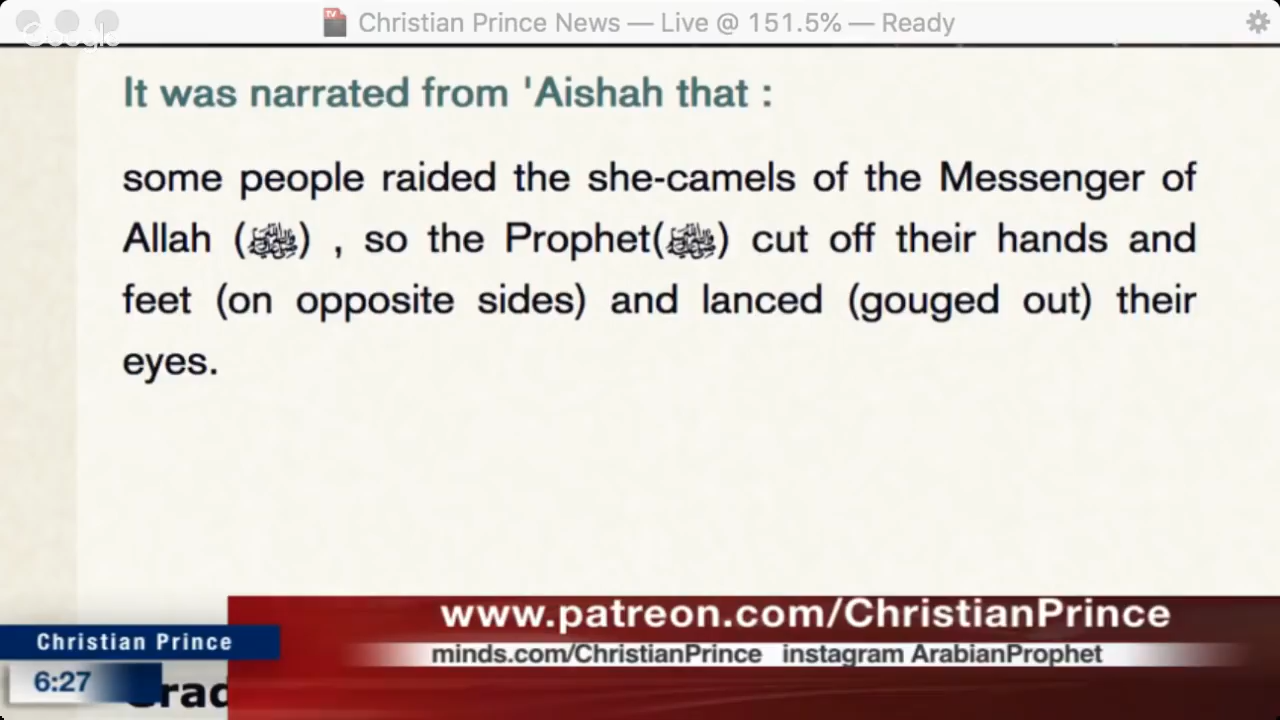 Christian Prince News — Live @ 151.5% — Ready
Google
It was narrated from 'Aishah that :
some people raided the she-camels of the Messenger of
Allah (ﷺ) , so the Prophet(ﷺ) cut off their hands and
feet (on opposite sides) and lanced (gouged out) their
eyes.
www.patreon.com/ChristianPrince
Christian Prince
minds.com/ChristianPrince instagram ArabianProphet
6:27